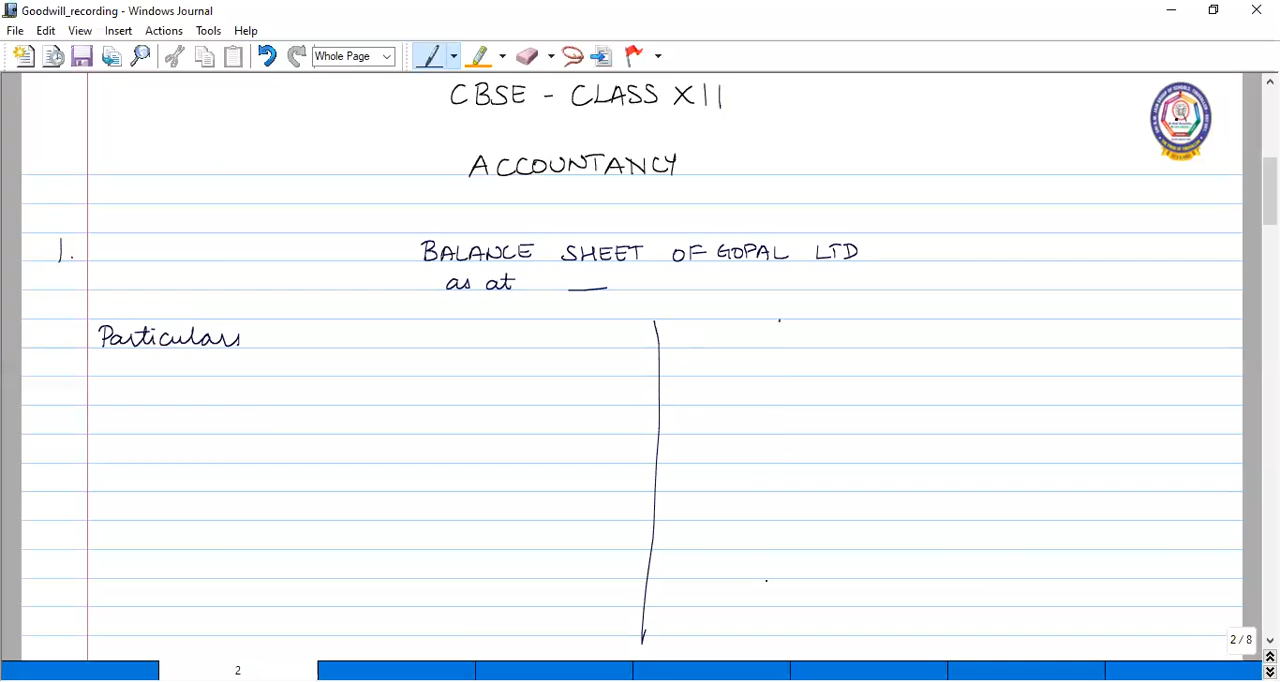 Goodwill_recording - Windows Journal
File Edit View Insert Actions Tools Help
Whole Page
CBSE - CLASS XII
ACCOUNTANCY
1. BALANCE SHEET OF GOPAL LTD
as at __
Particulars
2 / 8
2